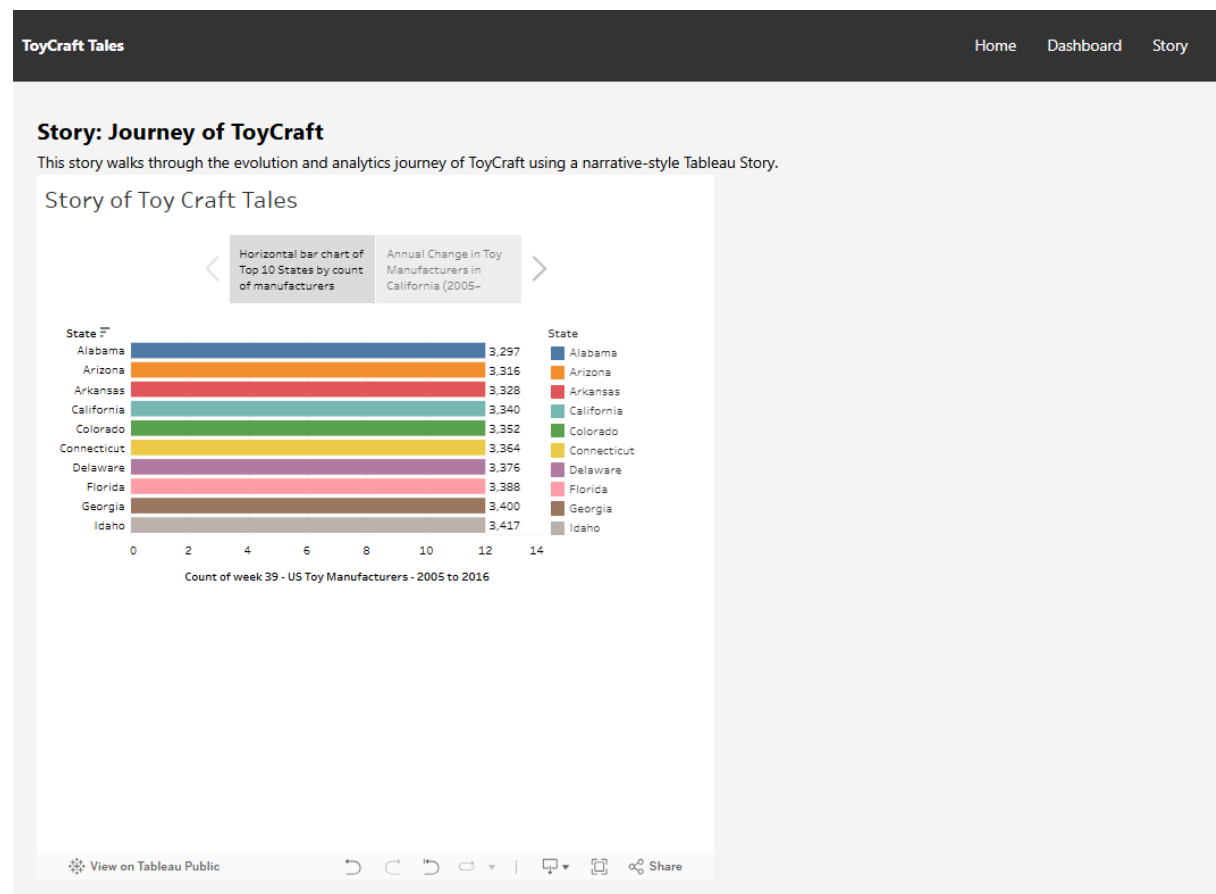 ToyCraft Tales
Home Dashboard Story
Story: Journey of ToyCraft
This story walks through the evolution and analytics journey of ToyCraft using a narrative-style Tableau Story.
Story of Toy Craft Tales
Horizontal bar chart of
Top 10 States by count
of manufacturers
Annual Change in Toy
Manufacturers in
California (2005–
State
Alabama 3,297
Arizona 3,316
Arkansas 3,328
California 3,340
Colorado 3,352
Connecticut 3,364
Delaware 3,376
Florida 3,388
Georgia 3,400
Idaho 3,417
0 2 4 6 8 10 12 14
Count of week 39 - US Toy Manufacturers - 2005 to 2016
State
Alabama
Arizona
Arkansas
California
Colorado
Connecticut
Delaware
Florida
Georgia
Idaho
View on Tableau Public
Share